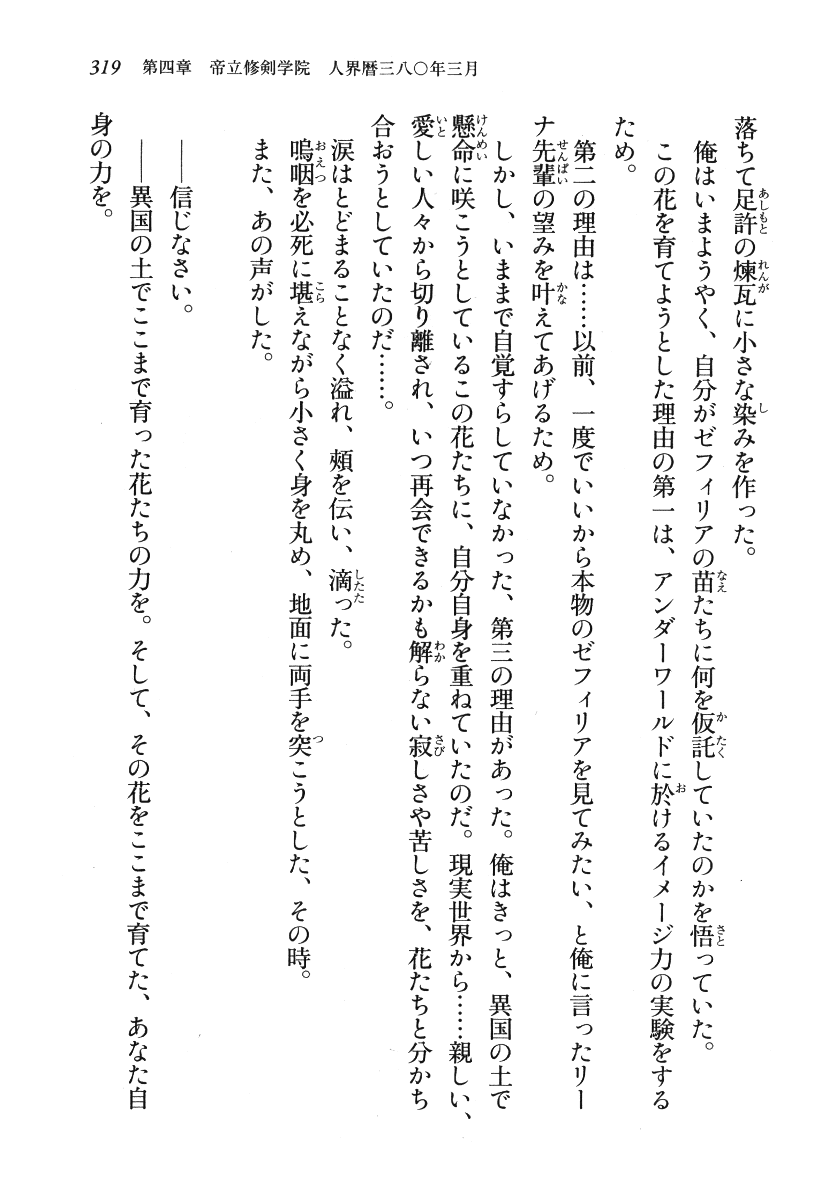 319　第四章　帝立修剣学院　人界暦三八〇年三月
落ちて足許の煉瓦に小さな染みを作った。
俺はいまようやく、自分がゼフィリアの苗たちに何を仮託していたのかを悟っていた。
この花を育てようとした理由の第一は、アンダーワールドに於けるイメージ力の実験をする
ため。
第二の理由は……以前、一度でいいから本物のゼフィリアを見てみたい、と俺に言ったリー
ナ先輩の望みを叶えてあげるため。
しかし、いままで自覚すらしていなかった、第三の理由があった。俺はきっと、異国の土で
懸命に咲こうとしているこの花たちに、自分自身を重ねていたのだ。現実世界から……親しい、
愛しい人々から切り離され、いつ再会できるかも解らない寂しさや苦しさを、花たちと分かち
合おうとしていたのだ……。
涙はとどまることなく溢れ、頬を伝い、滴った。
嗚咽を必死に堪えながら小さく身を丸め、地面に両手を突こうとした、その時。
また、あの声がした。
――信じなさい。
――異国の土でここまで育った花たちの力を。そして、その花をここまで育てた、あなた自
身の力を。